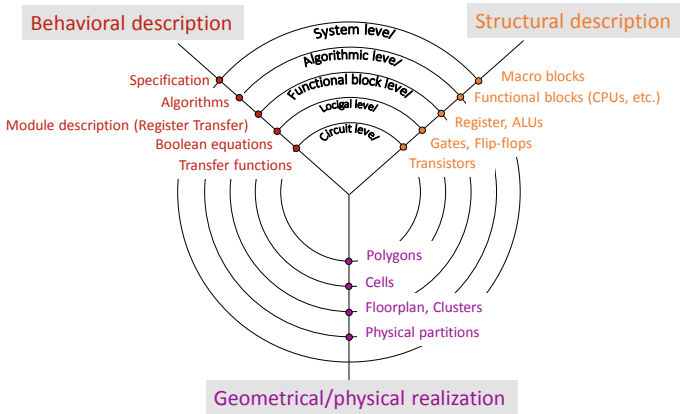 Behavioral description
Structural description
System level/
Algorithmic level/
Functional block level/
Locigal level/
Circuit level/
Specification
Algorithms
Module description (Register Transfer)
Boolean equations
Transfer functions
Macro blocks
Functional blocks (CPUs, etc.)
Register, ALUs
Gates, Flip-flops
Transistors
Polygons
Cells
Floorplan, Clusters
Physical partitions
Geometrical/physical realization